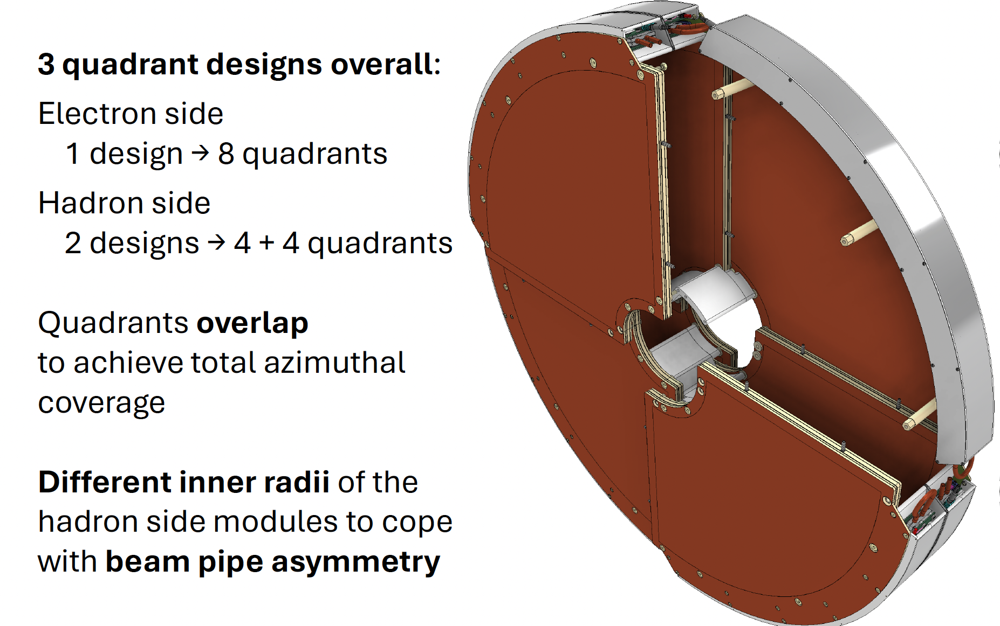 3 quadrant designs overall:
Electron side
1 design → 8 quadrants
Hadron side
2 designs → 4 + 4 quadrants
Quadrants overlap
to achieve total azimuthal
coverage
Different inner radii of the
hadron side modules to cope
with beam pipe asymmetry